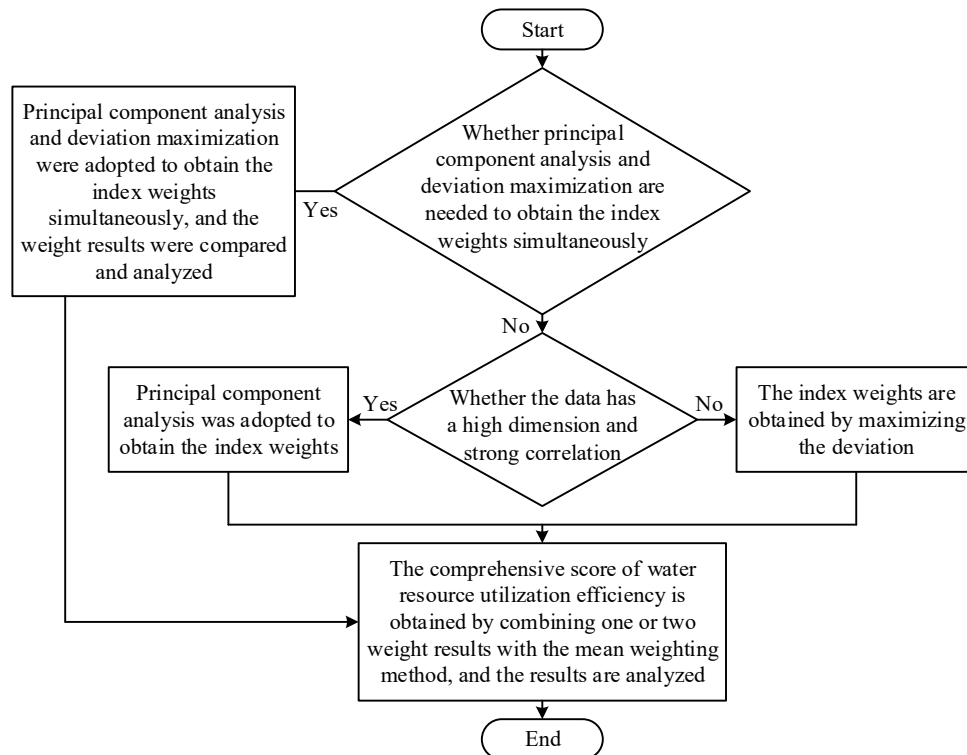 Start
Whether principal
component analysis and
deviation maximization are
needed to obtain the index
weights simultaneously
Yes
Principal component analysis
and deviation maximization
were adopted to obtain the
index weights
simultaneously, and the
weight results were compared
and analyzed
No
Whether the data has
a high dimension and
strong correlation
Yes
Principal component
analysis was adopted to
obtain the index weights
No
The index weights are
obtained by maximizing
the deviation
The comprehensive score of water
resource utilization efficiency is
obtained by combining one or two
weight results with the mean weighting
method, and the results are analyzed
End